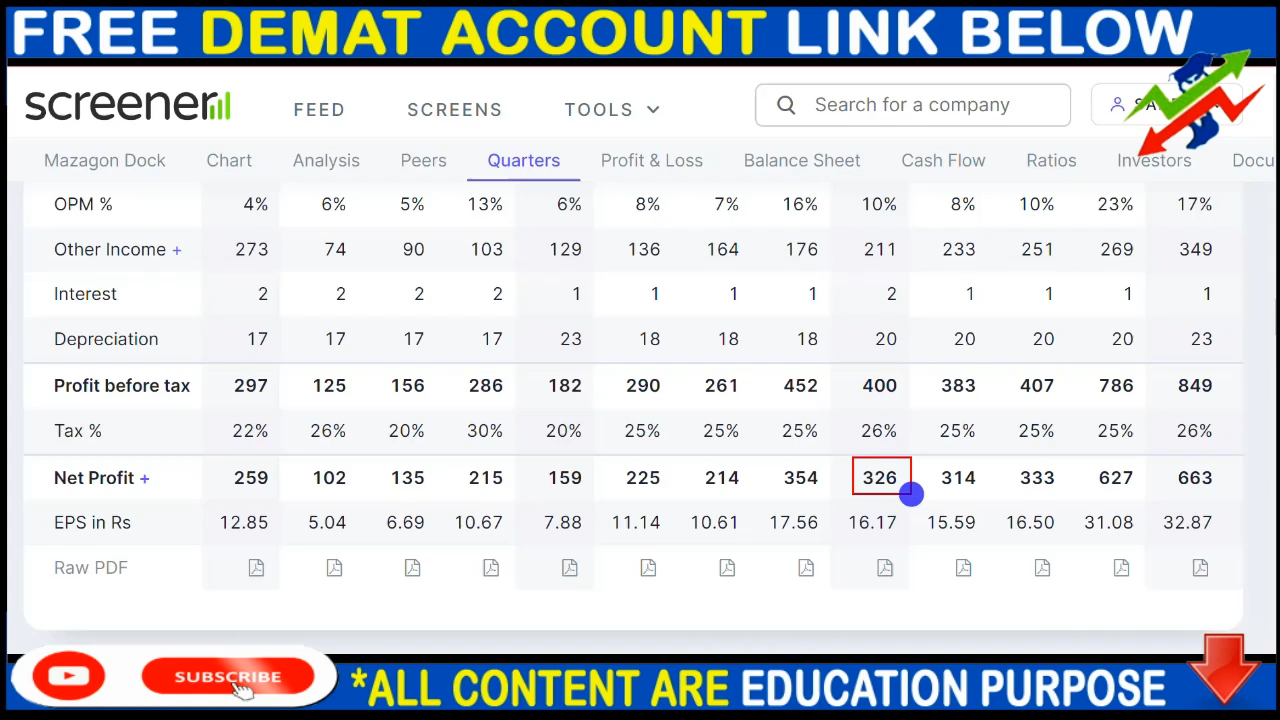 FREE DEMAT ACCOUNT LINK BELOW
screener FEED SCREENS TOOLS Search for a company
Mazagon Dock Chart Analysis Peers Quarters Profit & Loss Balance Sheet Cash Flow Ratios Investors Docu
OPM % 4% 6% 5% 13% 6% 8% 7% 16% 10% 8% 10% 23% 17%
Other Income + 273 74 90 103 129 136 164 176 211 233 251 269 349
Interest 2 2 2 2 1 1 1 1 2 1 1 1 1
Depreciation 17 17 17 17 23 18 18 18 20 20 20 20 23
Profit before tax 297 125 156 286 182 290 261 452 400 383 407 786 849
Tax % 22% 26% 20% 30% 20% 25% 25% 25% 26% 25% 25% 25% 26%
Net Profit + 259 102 135 215 159 225 214 354 326 314 333 627 663
EPS in Rs 12.85 5.04 6.69 10.67 7.88 11.14 10.61 17.56 16.17 15.59 16.50 31.08 32.87
Raw PDF
SUBSCRIBE
*ALL CONTENT ARE EDUCATION PURPOSE